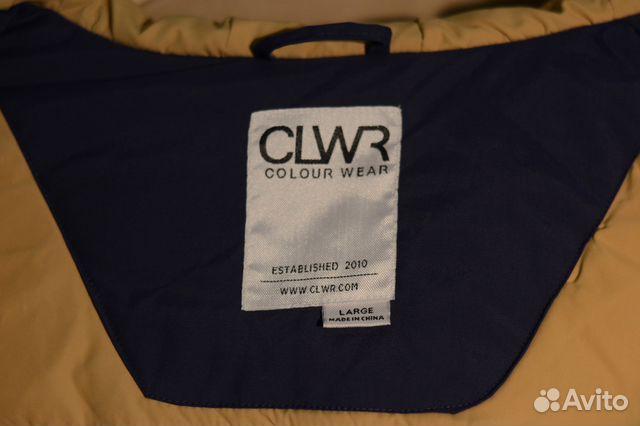 CLWR
COLOUR WEAR
ESTABLISHED 2010
WWW.CLWR.COM
LARGE
MADE IN CHINA
Avito